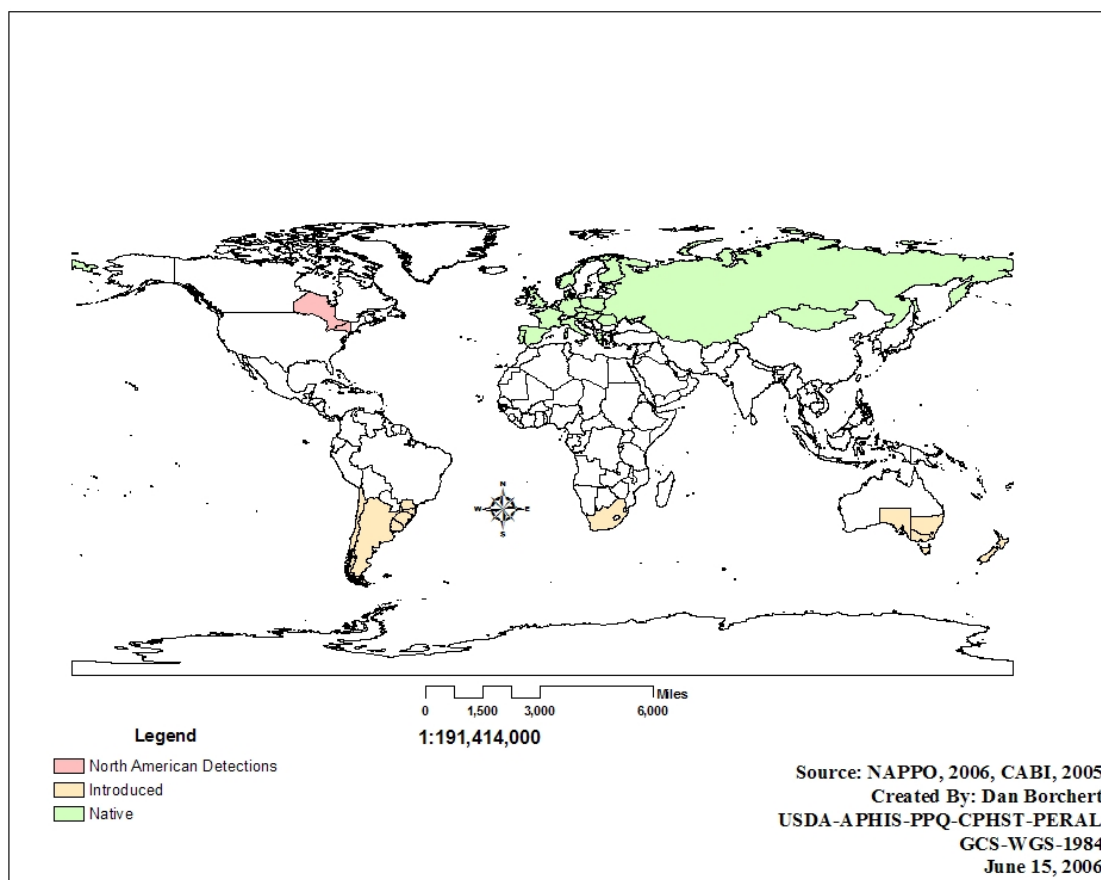 N
W E
S
Miles
0 1,500 3,000 6,000
1:191,414,000
Legend
North American Detections
Introduced
Native
Source: NAPPO, 2006, CABI, 2005
Created By: Dan Borchert
USDA-APHIS-PPQ-CPHST-PERAL
GCS-WGS-1984
June 15, 2006